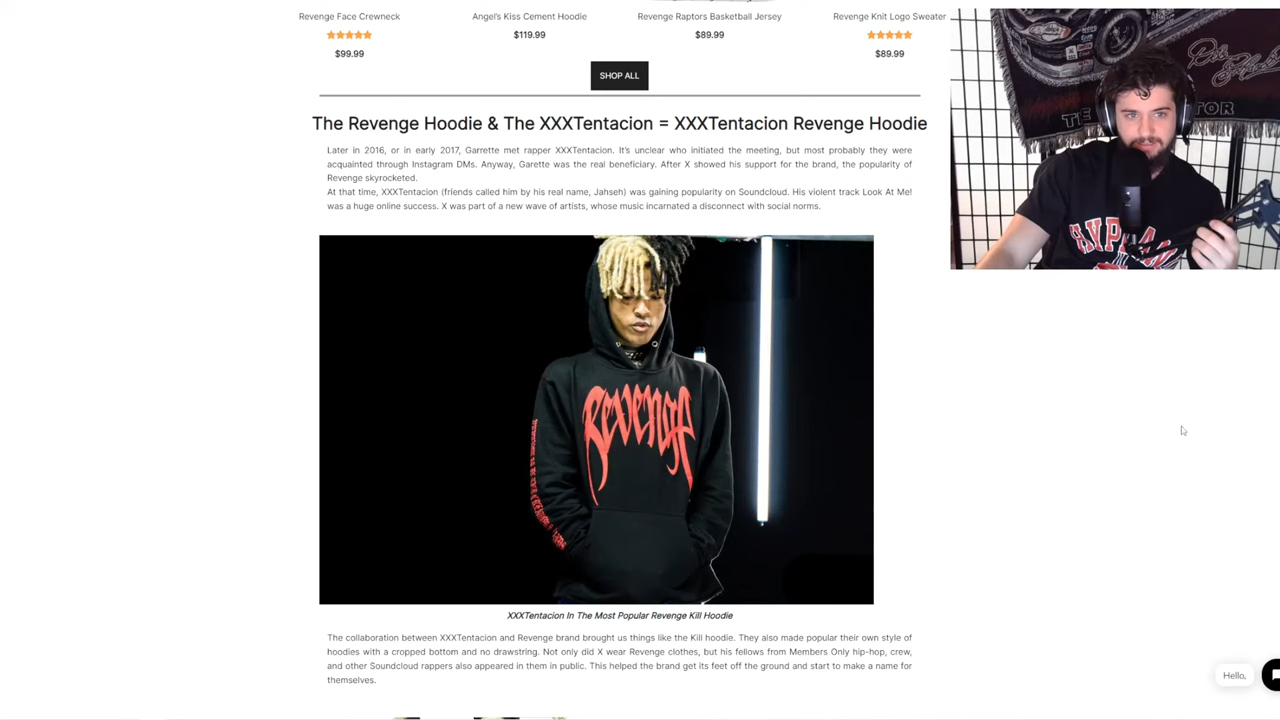 Revenge Face Crewneck
Angel's Kiss Cement Hoodie
Revenge Raptors Basketball Jersey
Revenge Knit Logo Sweater
$119.99
$89.99
$99.99
$89.99
SHOP ALL
The Revenge Hoodie & The XXXTentacion = XXXTentacion Revenge Hoodie
Later in 2016, or in early 2017, Garrette met rapper XXXTentacion. It's unclear who initiated the meeting, but most probably they were
acquainted through Instagram DMs. Anyway, Garette was the real beneficiary. After X showed his support for the brand, the popularity of
Revenge skyrocketed.
At that time, XXXTentacion (friends called him by his real name, Jahseh) was gaining popularity on Soundcloud. His violent track Look At Me!
was a huge online success. X was part of a new wave of artists, whose music incarnated a disconnect with social norms.
Revenge
XXXTentacion In The Most Popular Revenge Kill Hoodie
The collaboration between XXXTentacion and Revenge brand brought us things like the Kill hoodie. They also made popular their own style of
hoodies with a cropped bottom and no drawstring. Not only did X wear Revenge clothes, but his fellows from Members Only hip-hop, crew,
and other Soundcloud rappers also appeared in them in public. This helped the brand get its feet off the ground and start to make a name for
themselves.
Hello,